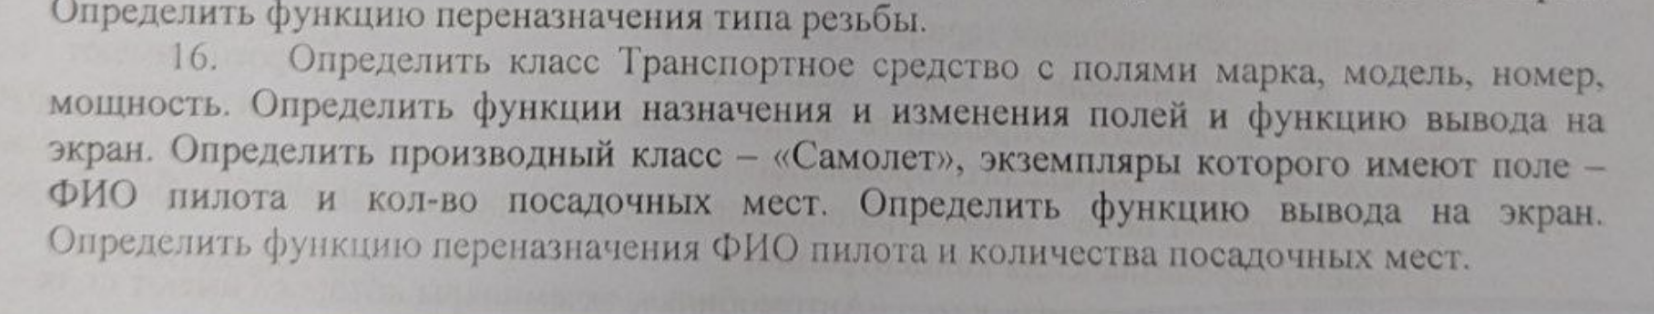 Определить функцию переназначения типа резьбы.
16. Определить класс Транспортное средство с полями марка, модель, номер,
мощность. Определить функции назначения и изменения полей и функцию вывода на
экран. Определить производный класс – «Самолет», экземпляры которого имеют поле –
ФИО пилота и кол-во посадочных мест. Определить функцию вывода на экран.
Определить функцию переназначения ФИО пилота и количества посадочных мест.